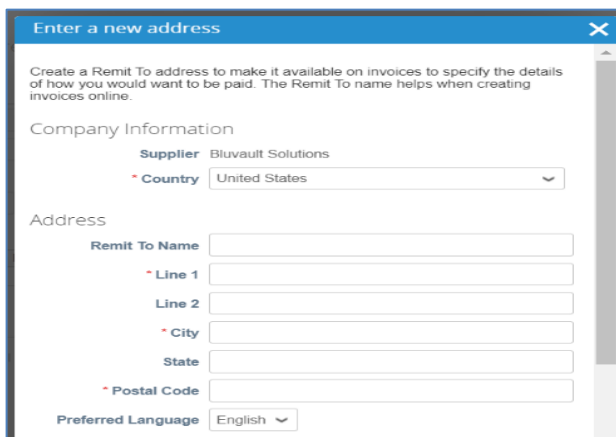 Enter a new address
Create a Remit To address to make it available on invoices to specify the details
of how you would want to be paid. The Remit To name helps when creating
invoices online.
Company Information
Supplier Bluvault Solutions
* Country United States
Address
Remit To Name
* Line 1
Line 2
* City
State
* Postal Code
Preferred Language English